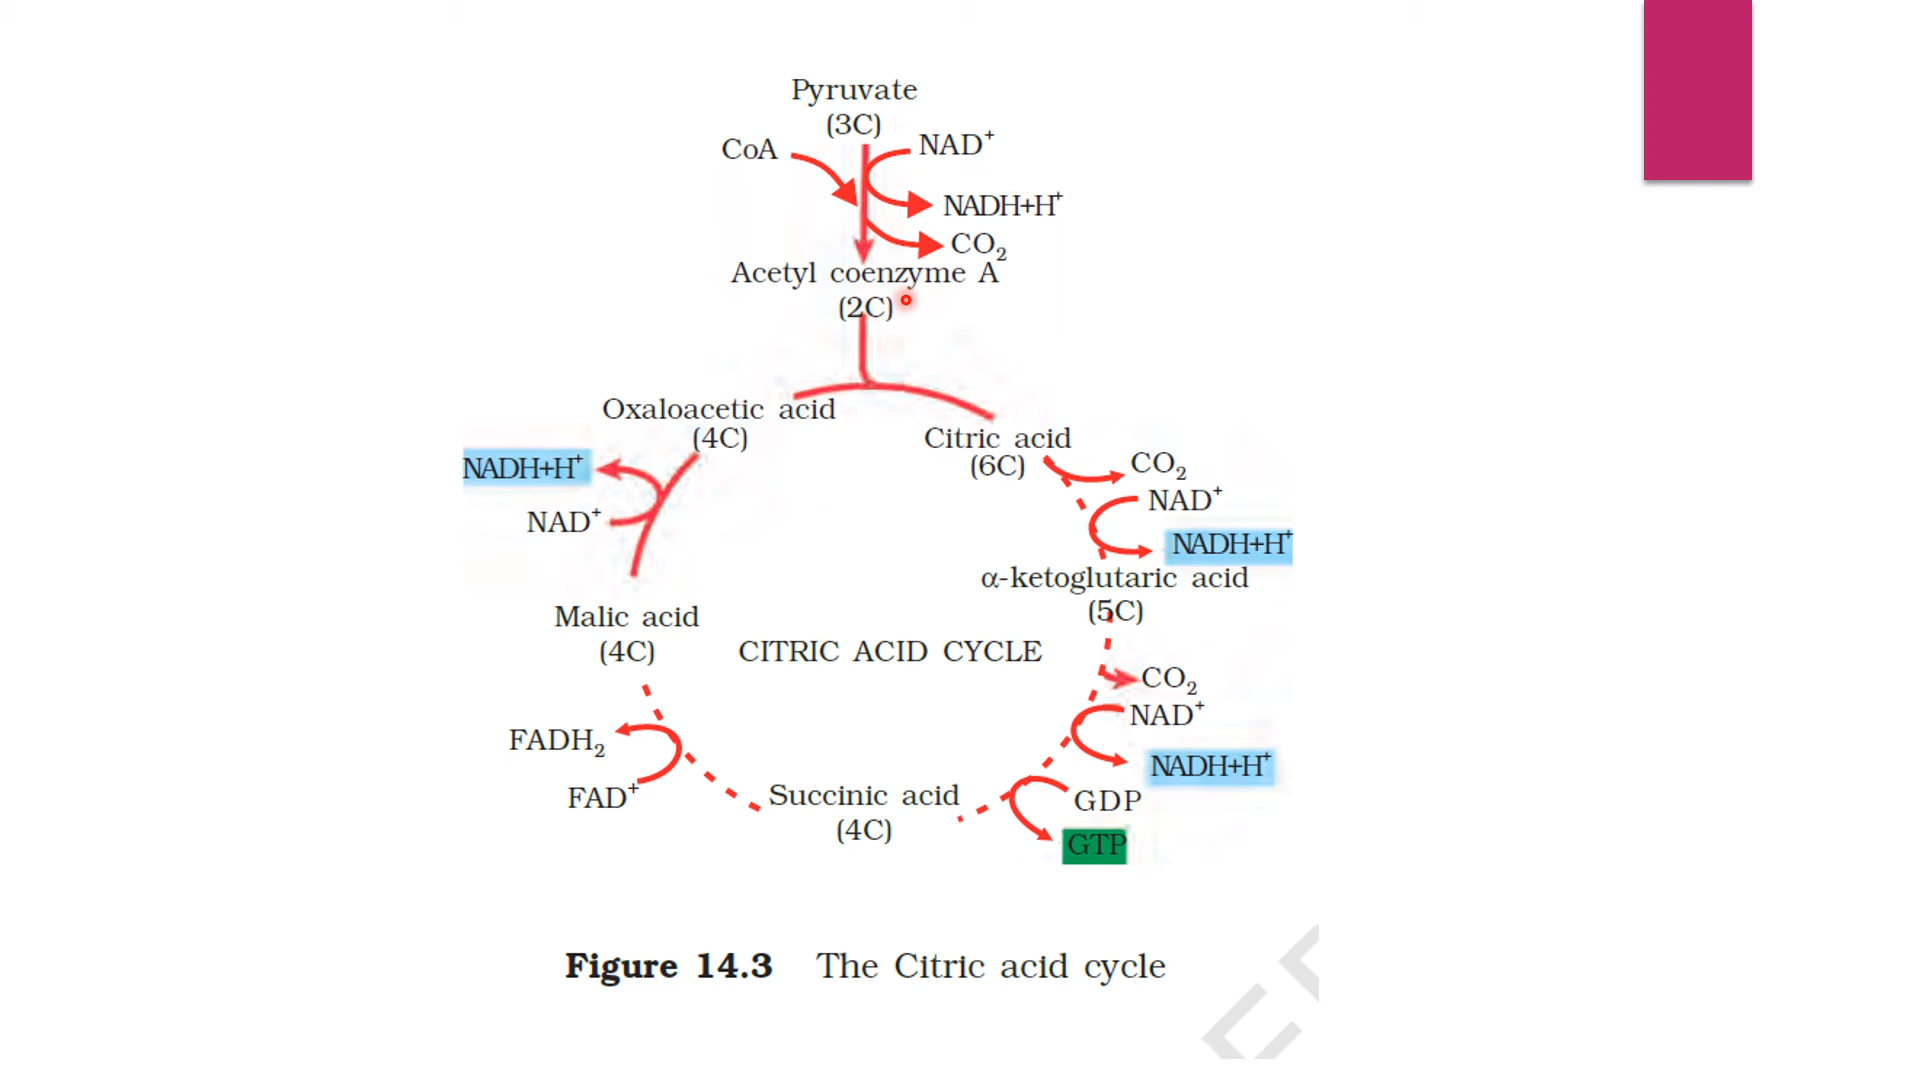 Pyruvate
(3C)
CoA
NAD⁺
NADH+H⁺
CO₂
Acetyl coenzyme A
(2C)
Oxaloacetic acid
(4C)
Citric acid
(6C)
NADH+H⁺
NAD⁺
CO₂
NAD⁺
NADH+H⁺
α-ketoglutaric acid
(5C)
Malic acid
(4C)
CITRIC ACID CYCLE
CO₂
NAD⁺
NADH+H⁺
FADH₂
FAD⁺
Succinic acid
(4C)
GDP
GTP
Figure 14.3 The Citric acid cycle